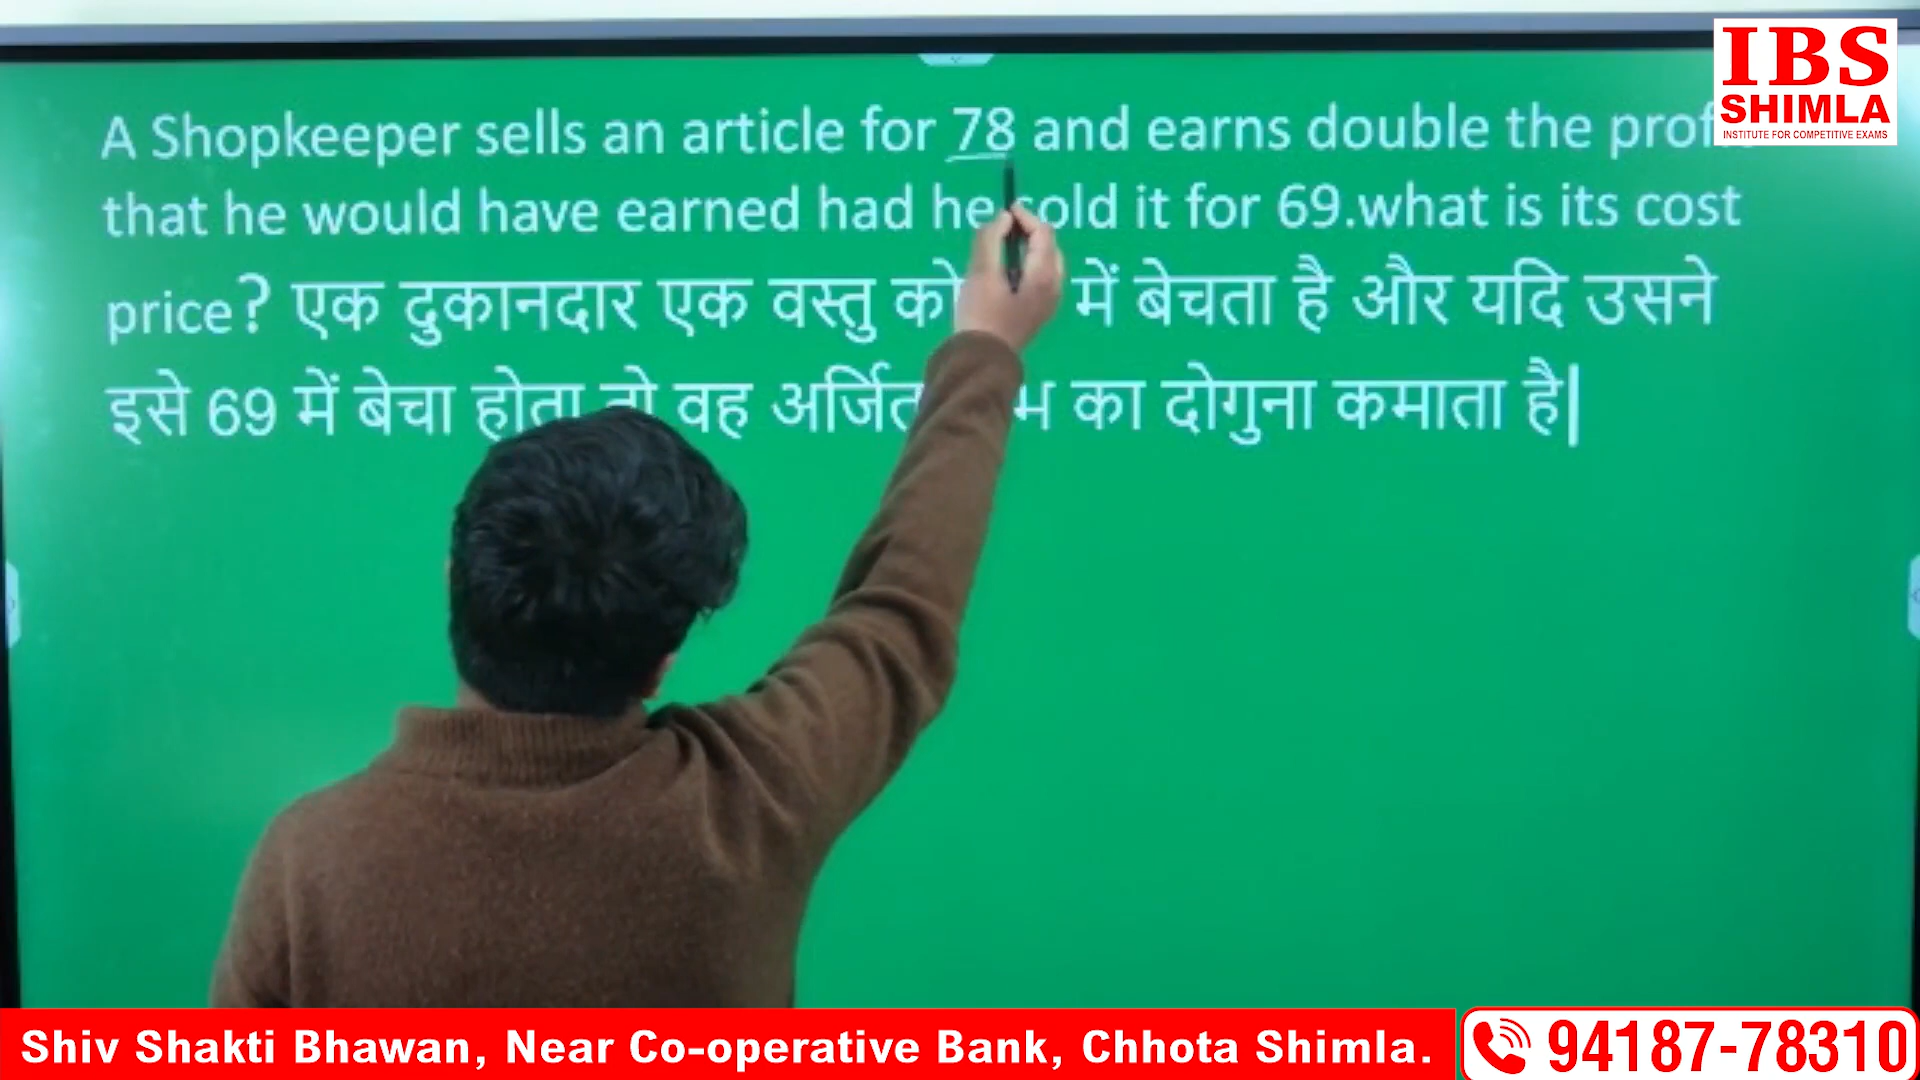 IBS
SHIMLA
INSTITUTE FOR COMPETITIVE EXAMS
A Shopkeeper sells an article for 78 and earns double the
that he would have earned had he sold it for 69.what is its cost
price? एक दुकानदार एक वस्तु को में बेचता है और यदि उसने
इसे 69 में बेचा होता तो वह अर्जित का दोगुना कमाता है|
Shiv Shakti Bhawan, Near Co-operative Bank, Chhota Shimla.
94187-78310